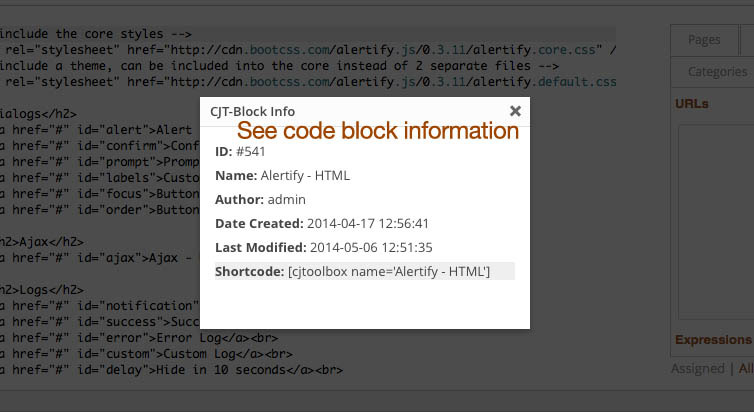 include the core styles -->
rel="stylesheet" href="http://cdn.bootcss.com/alertify.js/0.3.11/alertify.core.css" /
include a theme, can be included into the core instead of 2 separate files -->
rel="stylesheet" href="http://cdn.bootcss.com/alertify.js/0.3.11/alertify.default.css
Pages
Categories
URLs
CJT-Block Info
See code block information
ID: #541
Name: Alertify - HTML
Author: admin
Date Created: 2014-04-17 12:56:41
Last Modified: 2014-05-06 12:51:35
Shortcode: [cjtoolbox name='Alertify - HTML']
ialogs</h2>
a href="#" id="alert">Alert
a href="#" id="confirm">Conf
a href="#" id="prompt">Promp
a href="#" id="labels">Custo
a href="#" id="focus">Button
a href="#" id="order">Button
h2>Ajax</h2>
a href="#" id="ajax">Ajax -
h2>Logs</h2>
a href="#" id="notification"
a href="#" id="success">Succ
a href="#" id="error">Error Log</a><br>
a href="#" id="custom">Custom Log</a><br>
a href="#" id="delay">Hide in 10 seconds</a><br>
Expressions
Assigned | All